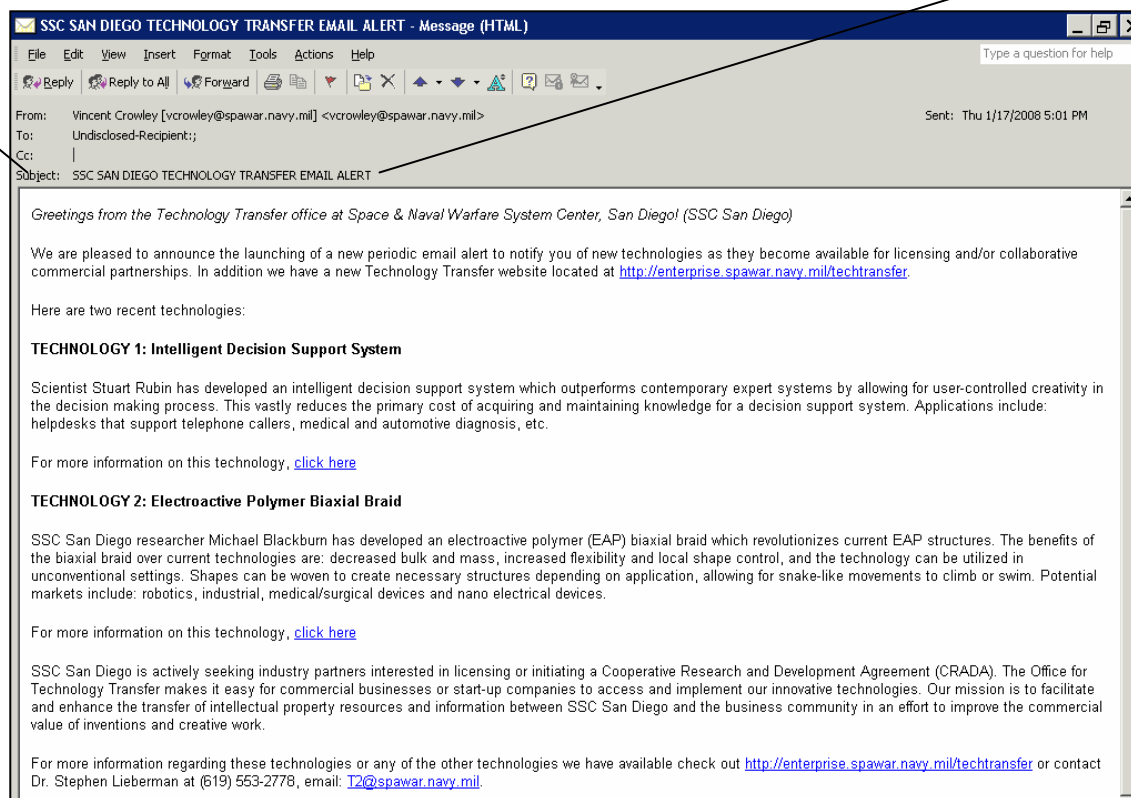 SSC SAN DIEGO TECHNOLOGY TRANSFER EMAIL ALERT - Message (HTML)
File Edit View Insert Format Tools Actions Help Type a question for help
Reply Reply to All Forward
From: Vincent Crowley [vcrowley@spawar.navy.mil] <vcrowley@spawar.navy.mil> Sent: Thu 1/17/2008 5:01 PM
To: Undisclosed-Recipient:;
Cc:
Subject: SSC SAN DIEGO TECHNOLOGY TRANSFER EMAIL ALERT
Greetings from the Technology Transfer office at Space & Naval Warfare System Center, San Diego! (SSC San Diego)
We are pleased to announce the launching of a new periodic email alert to notify you of new technologies as they become available for licensing and/or collaborative
commercial partnerships. In addition we have a new Technology Transfer website located at http://enterprise.spawar.navy.mil/techtransfer.
Here are two recent technologies:
TECHNOLOGY 1: Intelligent Decision Support System
Scientist Stuart Rubin has developed an intelligent decision support system which outperforms contemporary expert systems by allowing for user-controlled creativity in
the decision making process. This vastly reduces the primary cost of acquiring and maintaining knowledge for a decision support system. Applications include:
helpdesks that support telephone callers, medical and automotive diagnosis, etc.
For more information on this technology, click here
TECHNOLOGY 2: Electroactive Polymer Biaxial Braid
SSC San Diego researcher Michael Blackburn has developed an electroactive polymer (EAP) biaxial braid which revolutionizes current EAP structures. The benefits of
the biaxial braid over current technologies are: decreased bulk and mass, increased flexibility and local shape control, and the technology can be utilized in
unconventional settings. Shapes can be woven to create necessary structures depending on application, allowing for snake-like movements to climb or swim. Potential
markets include: robotics, industrial, medical/surgical devices and nano electrical devices.
For more information on this technology, click here
SSC San Diego is actively seeking industry partners interested in licensing or initiating a Cooperative Research and Development Agreement (CRADA). The Office for
Technology Transfer makes it easy for commercial businesses or start-up companies to access and implement our innovative technologies. Our mission is to facilitate
and enhance the transfer of intellectual property resources and information between SSC San Diego and the business community in an effort to improve the commercial
value of inventions and creative work.
For more information regarding these technologies or any of the other technologies we have available check out http://enterprise.spawar.navy.mil/techtransfer or contact
Dr. Stephen Lieberman at (619) 553-2778, email: T2@spawar.navy.mil.